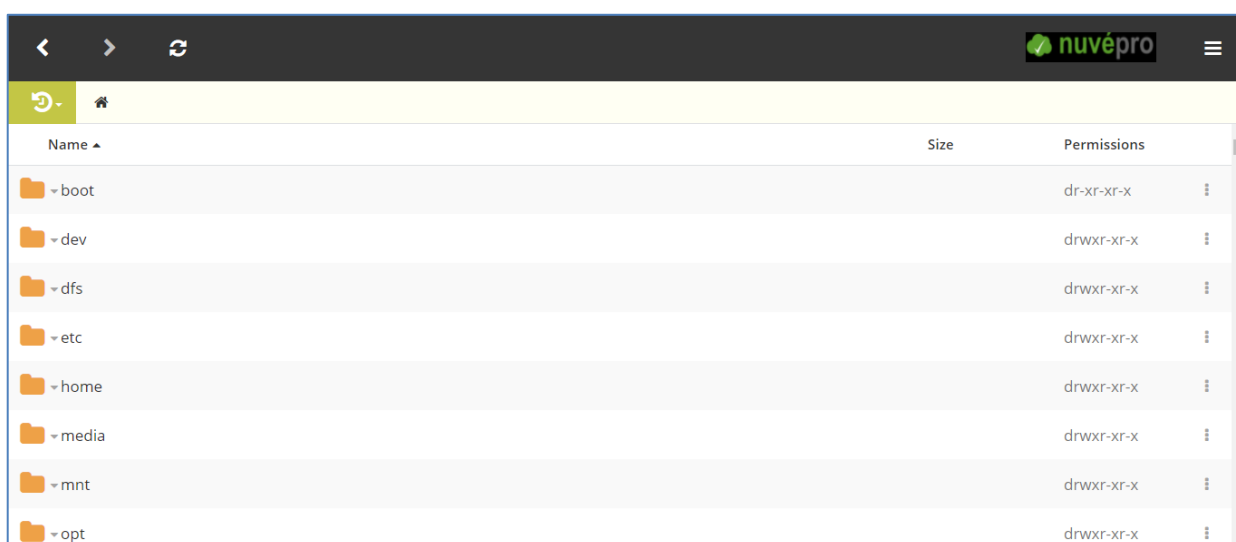 nuvépro
Name Size Permissions
boot dr-xr-xr-x
dev drwxr-xr-x
dfs drwxr-xr-x
etc drwxr-xr-x
home drwxr-xr-x
media drwxr-xr-x
mnt drwxr-xr-x
opt drwxr-xr-x